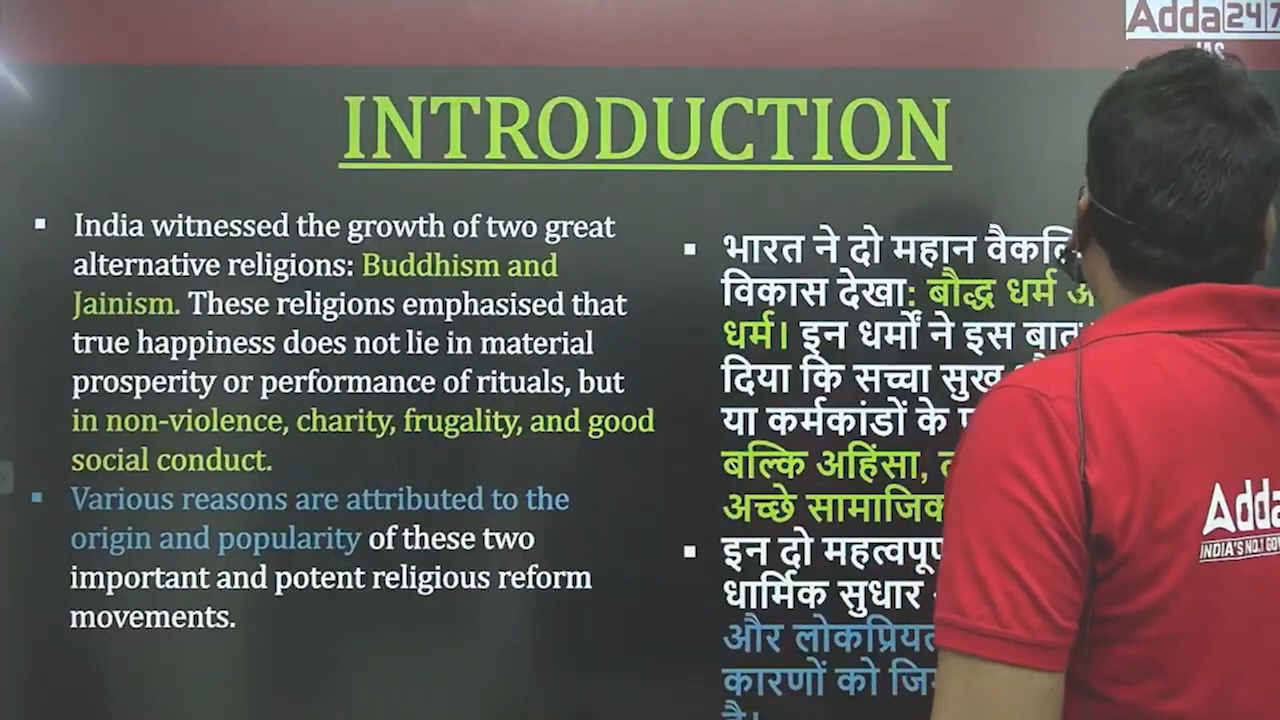 Adda247
IAS
INTRODUCTION
▪ India witnessed the growth of two great
alternative religions: Buddhism and
Jainism. These religions emphasised that
true happiness does not lie in material
prosperity or performance of rituals, but
in non-violence, charity, frugality, and good
social conduct.
▪ Various reasons are attributed to the
origin and popularity of these two
important and potent religious reform
movements.
▪ भारत ने दो महान
विकास देखा: बौद्ध धर्म
धर्म। इन धर्मों ने इस बात
दिया कि सच्चा सुख
या कर्मकांडों के
बल्कि अहिंसा,
अच्छे सामाजिक
▪ इन दो
धार्मिक सुधार
और
कारणों को
है।
Adda
INDIA'S NO.1